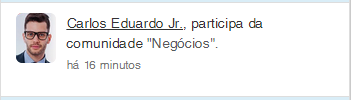 Carlos Eduardo Jr., participa da
comunidade "Negócios".
há 16 minutos